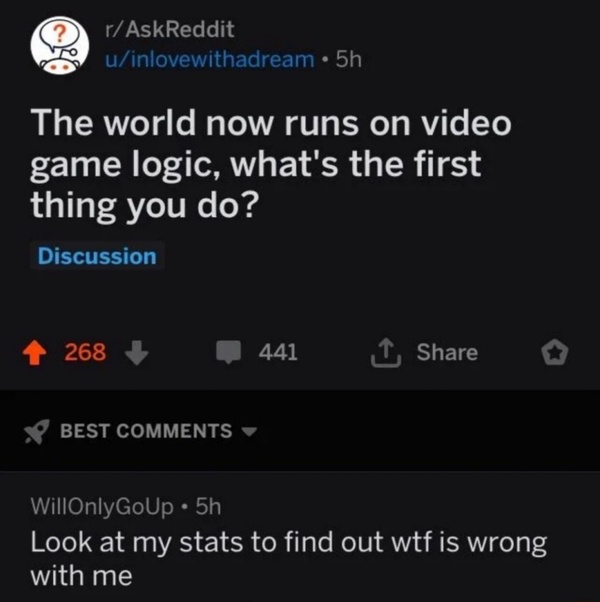 r/AskReddit
u/inlovewithadream • 5h
The world now runs on video
game logic, what's the first
thing you do?
Discussion
268
441
Share
BEST COMMENTS
WillOnlyGoUp • 5h
Look at my stats to find out wtf is wrong
with me